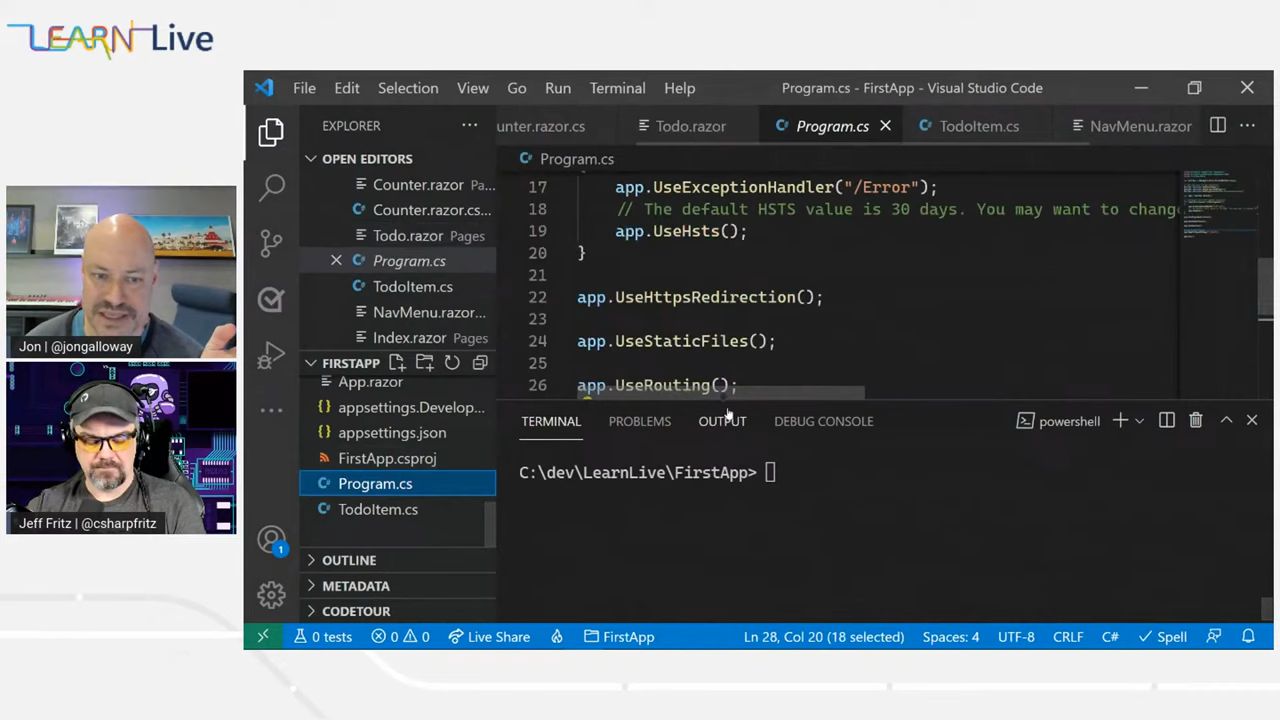 LEARN Live
File Edit Selection View Go Run Terminal Help Program.cs - FirstApp - Visual Studio Code
EXPLORER
unter.razor.cs Todo.razor Program.cs TodoItem.cs NavMenu.razor
OPEN EDITORS
Program.cs
Counter.razor Pa...
Counter.razor.cs...
Todo.razor Pages
Program.cs
TodoItem.cs
NavMenu.razor...
Index.razor Pages
17 app.UseExceptionHandler("/Error");
18 // The default HSTS value is 30 days. You may want to chang
19 app.UseHsts();
20 }
21
22 app.UseHttpsRedirection();
23
24 app.UseStaticFiles();
25
26 app.UseRouting();
FIRSTAPP
App.razor
appsettings.Develop...
appsettings.json
FirstApp.csproj
Program.cs
TodoItem.cs
TERMINAL PROBLEMS OUTPUT DEBUG CONSOLE powershell
C:\dev\LearnLive\FirstApp>
OUTLINE
METADATA
CODETOUR
1
0 tests 0 0 Live Share FirstApp Ln 28, Col 20 (18 selected) Spaces: 4 UTF-8 CRLF C# Spell
Jon | @jongalloway
Jeff Fritz | @csharpfritz